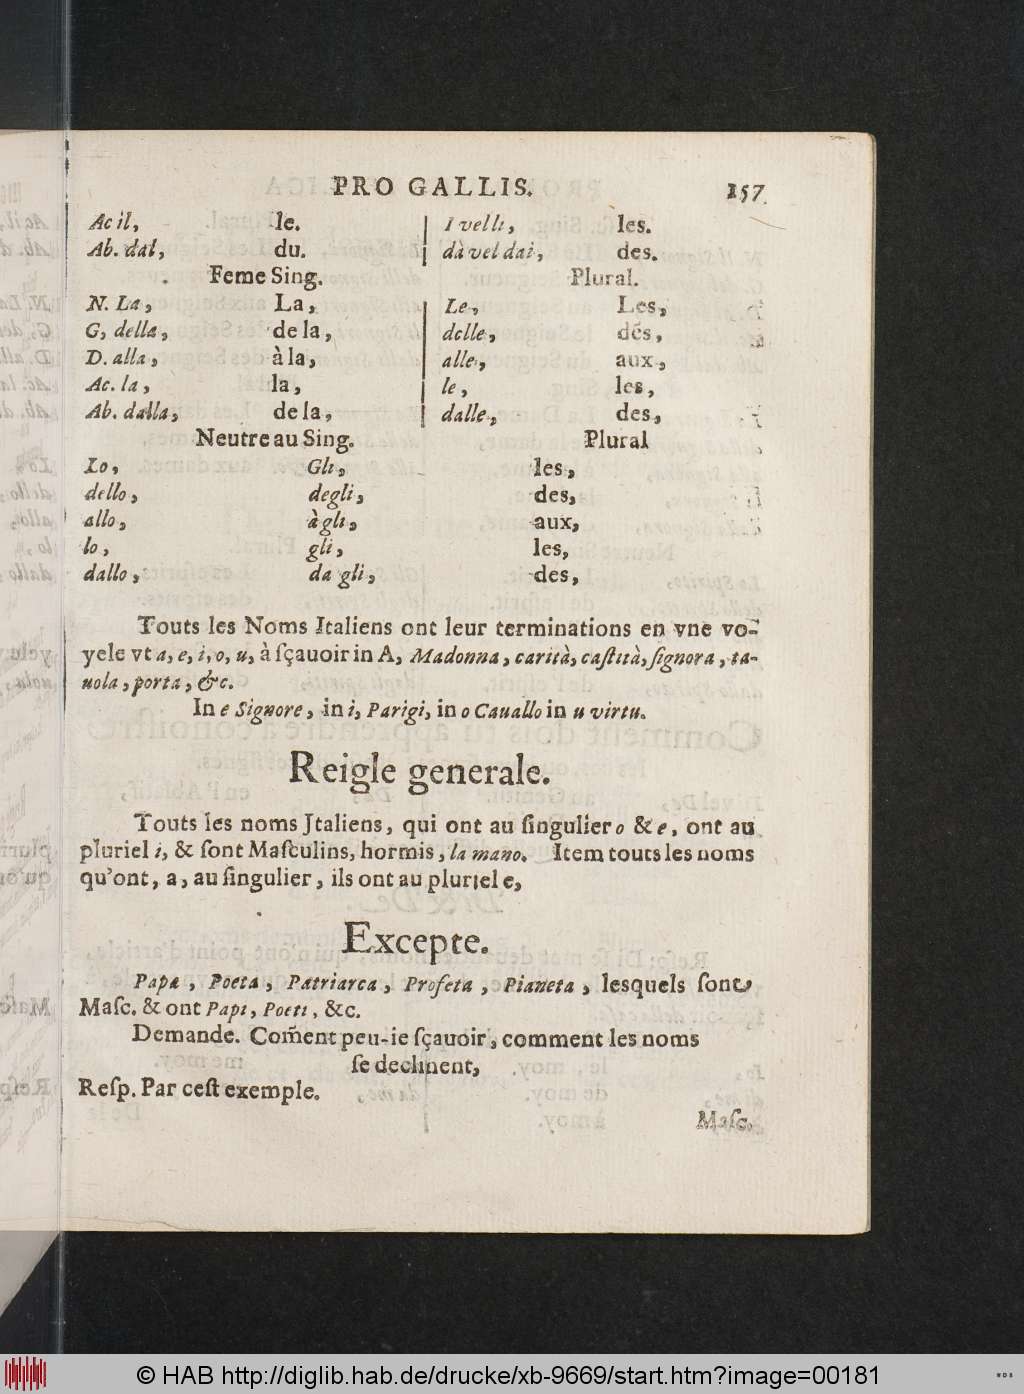 PRO GALLIS. 157
Ac il, le. I vel li, les.
Ab. dal, du. dà vel dai, des.
Feme Sing. Plural.
N. La, La, Le, Les,
G, della, de la, delle, des,
D. alla, à la, alle, aux,
Ac. la, la, le, les,
Ab. dalla, de la, dalle, des,
Neutre au Sing. Plural
Lo, Gli, les,
dello, degli, des,
allo, à gli, aux,
lo, gli, les,
dallo, da gli, des,
Touts les Noms Italiens ont leur terminations en vne vo-
yele vt a, e, i, o, u, à ſçauoir in A, Madonna, carità, caſtità, ſignora, ta-
uola, porta, &c.
In e Signore, in i, Parigi, in o Cauallo in u virtu.
Reigle generale.
Touts les noms Jtaliens, qui ont au ſingulier o & e, ont au
pluriel i, & ſont Maſculins, hormis, la mano. Item touts les noms
qu'ont, a, au ſingulier, ils ont au pluriel e,
Excepte.
Papa, Poeta, Patriarca, Profeta, Pianeta, lesquels ſont
Maſc. & ont Papi, Poeti, &c.
Demande. Com̃ent peu-ie ſçauoir, comment les noms
ſe declinent,
Reſp. Par ceſt exemple.
Maſc.
© HAB http://diglib.hab.de/drucke/xb-9669/start.htm?image=00181